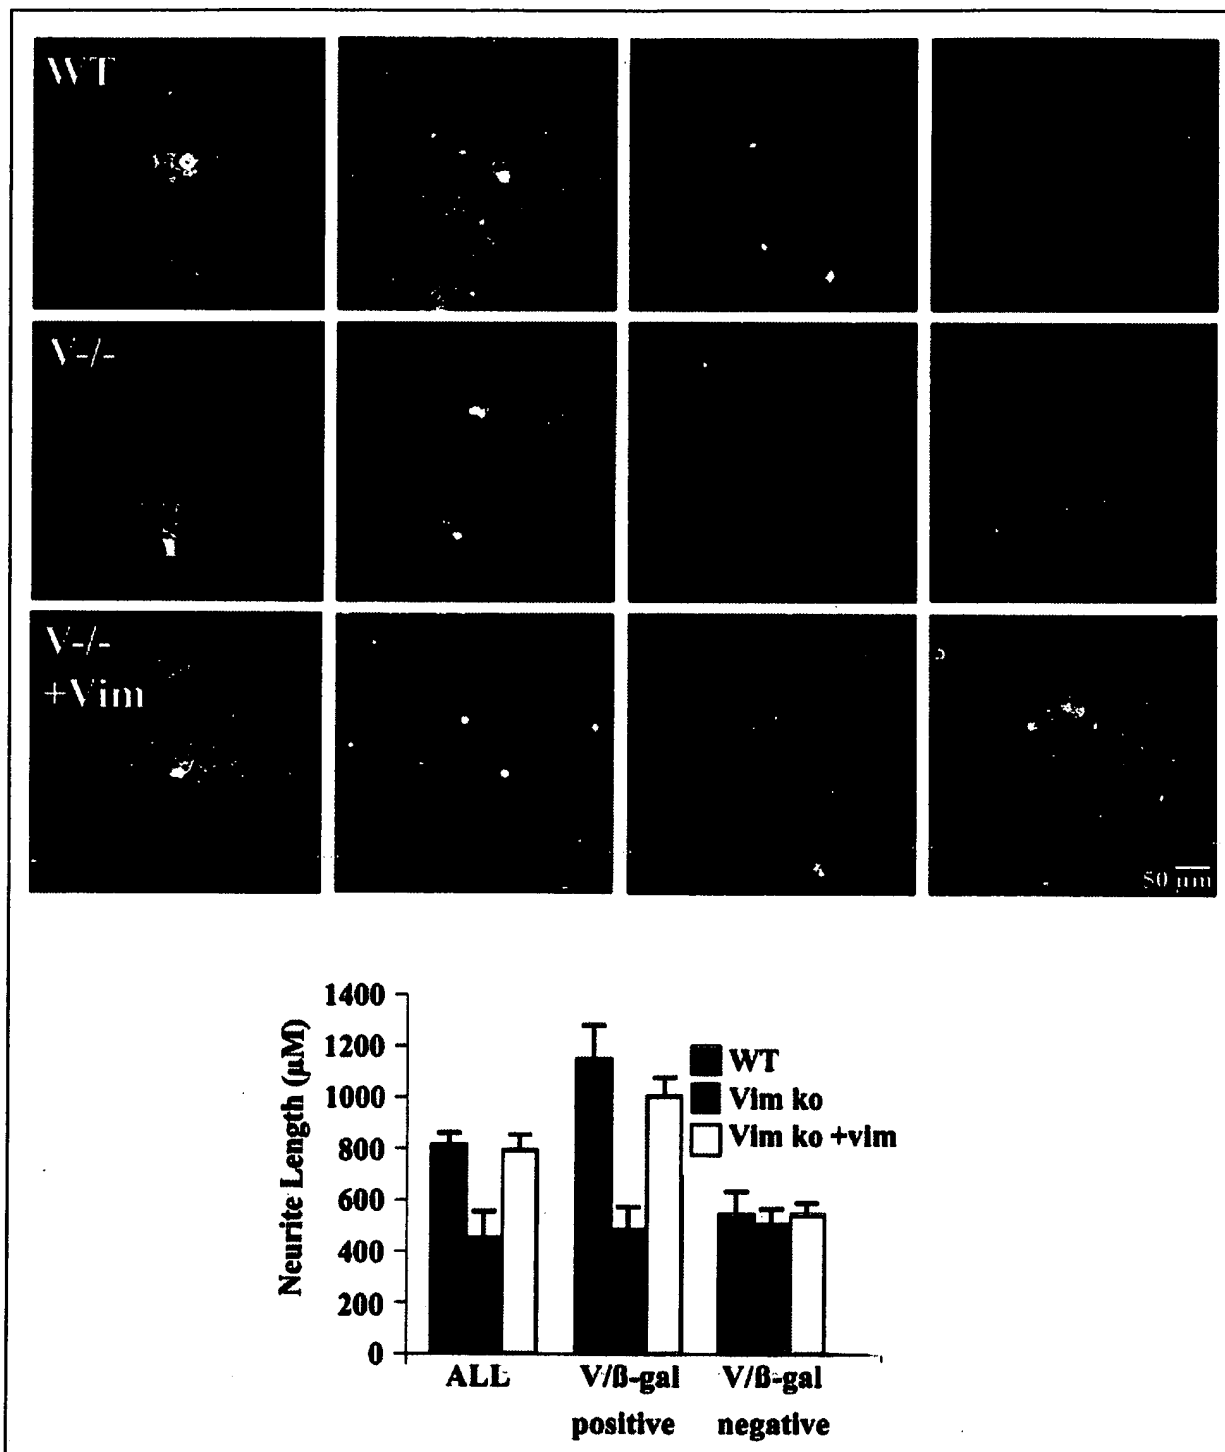 WT
V-/-
V-/-
+Vim
50 µm
1400
1200
1000
800
600
400
200
0
Neurite Length (µM)
WT
Vim ko
Vim ko +vim
ALL
V/ß-gal
positive
V/ß-gal
negative